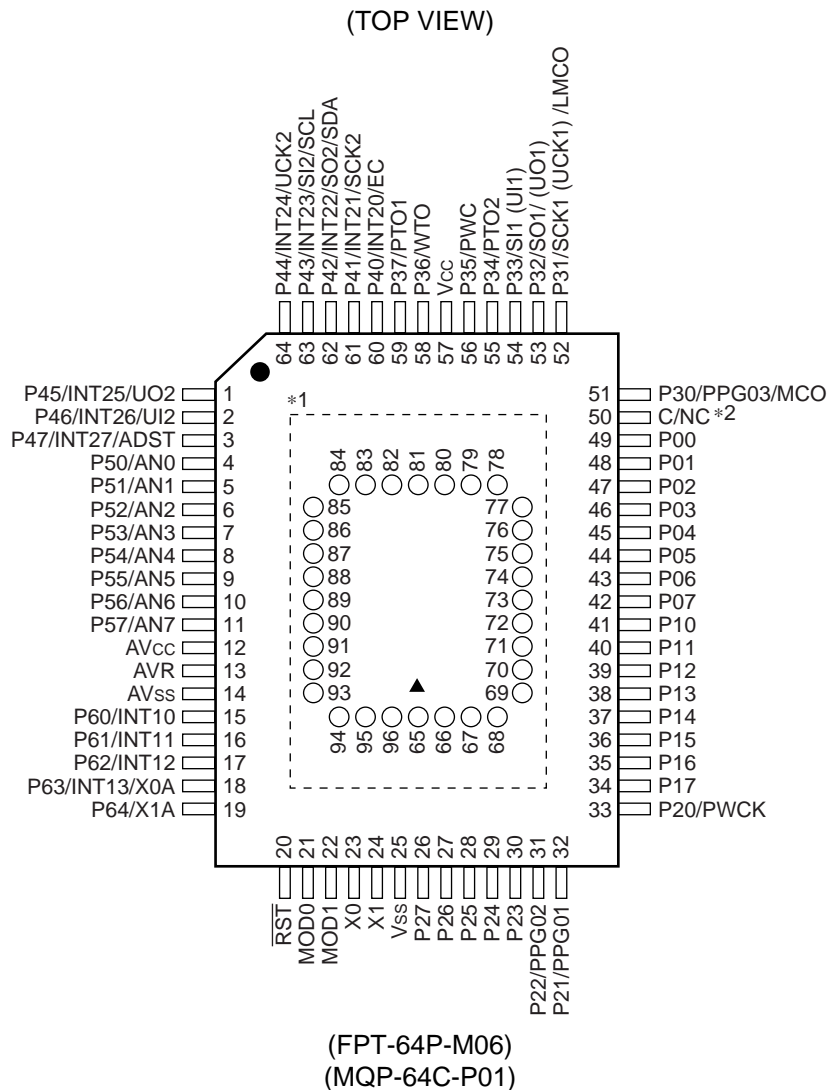 (TOP VIEW)
P44/INT24/UCK2
P43/INT23/SI2/SCL
P42/INT22/SO2/SDA
P41/INT21/SCK2
P40/INT20/EC
P37/PTO1
P36/WTO
Vcc
P35/PWC
P34/PTO2
P33/SI1 (UI1)
P32/SO1/ (UO1)
P31/SCK1 (UCK1) /LMCO
64
63
62
61
60
59
58
57
56
55
54
53
52
P45/INT25/UO2 1
P46/INT26/UI2 2
P47/INT27/ADST 3
P50/AN0 4
P51/AN1 5
P52/AN2 6
P53/AN3 7
P54/AN4 8
P55/AN5 9
P56/AN6 10
P57/AN7 11
AVcc 12
AVR 13
AVss 14
P60/INT10 15
P61/INT11 16
P62/INT12 17
P63/INT13/X0A 18
P64/X1A 19
*1
84
83
82
81
80
79
78
85
86
87
88
89
90
91
92
93
77
76
75
74
73
72
71
70
69
94
95
96
65
66
67
68
51 P30/PPG03/MCO
50 C/NC *2
49 P00
48 P01
47 P02
46 P03
45 P04
44 P05
43 P06
42 P07
41 P10
40 P11
39 P12
38 P13
37 P14
36 P15
35 P16
34 P17
33 P20/PWCK
20
21
22
23
24
25
26
27
28
29
30
31
32
RST
MOD0
MOD1
X0
X1
Vss
P27
P26
P25
P24
P23
P22/PPG02
P21/PPG01
(FPT-64P-M06)
(MQP-64C-P01)